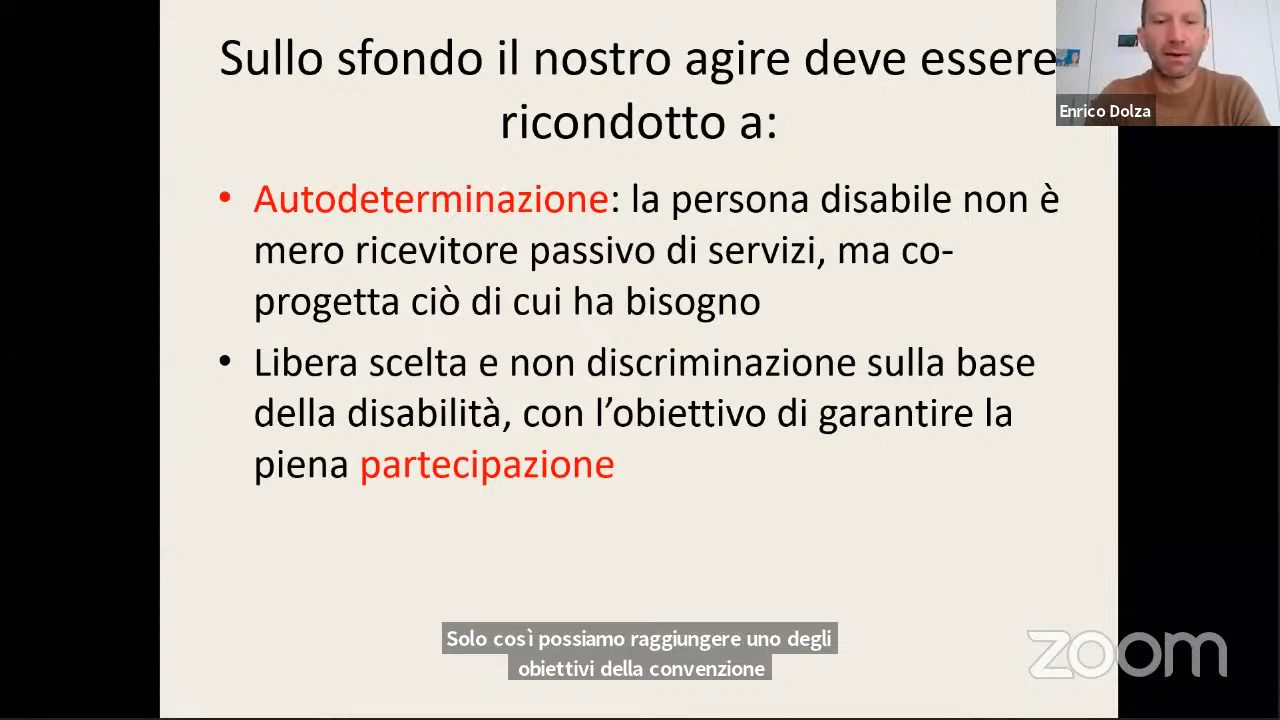 Sullo sfondo il nostro agire deve essere
ricondotto a:
Enrico Dolza
• Autodeterminazione: la persona disabile non è
mero ricevitore passivo di servizi, ma co-
progetta ciò di cui ha bisogno
• Libera scelta e non discriminazione sulla base
della disabilità, con l’obiettivo di garantire la
piena partecipazione
Solo così possiamo raggiungere uno degli
obiettivi della convenzione
zoom